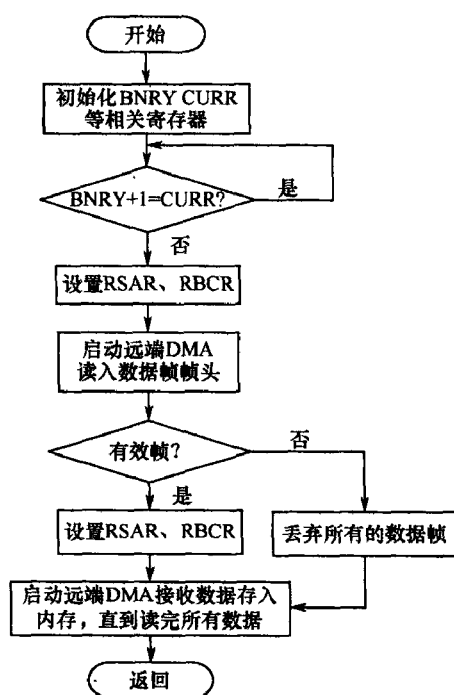 开始
初始化BNRY CURR
等相关寄存器
BNRY+1=CURR?
是
否
设置RSAR、RBCR
启动远端DMA
读入数据帧帧头
有效帧?
否
是
设置RSAR、RBCR
丢弃所有的数据帧
启动远端DMA接收数据存入
内存，直到读完所有数据
返回